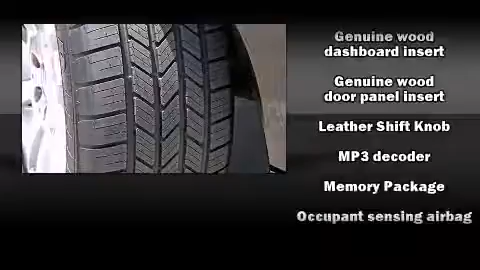 Genuine wood
dashboard insert
Genuine wood
door panel insert
Leather Shift Knob
MP3 decoder
Memory Package
Occupant sensing airbag